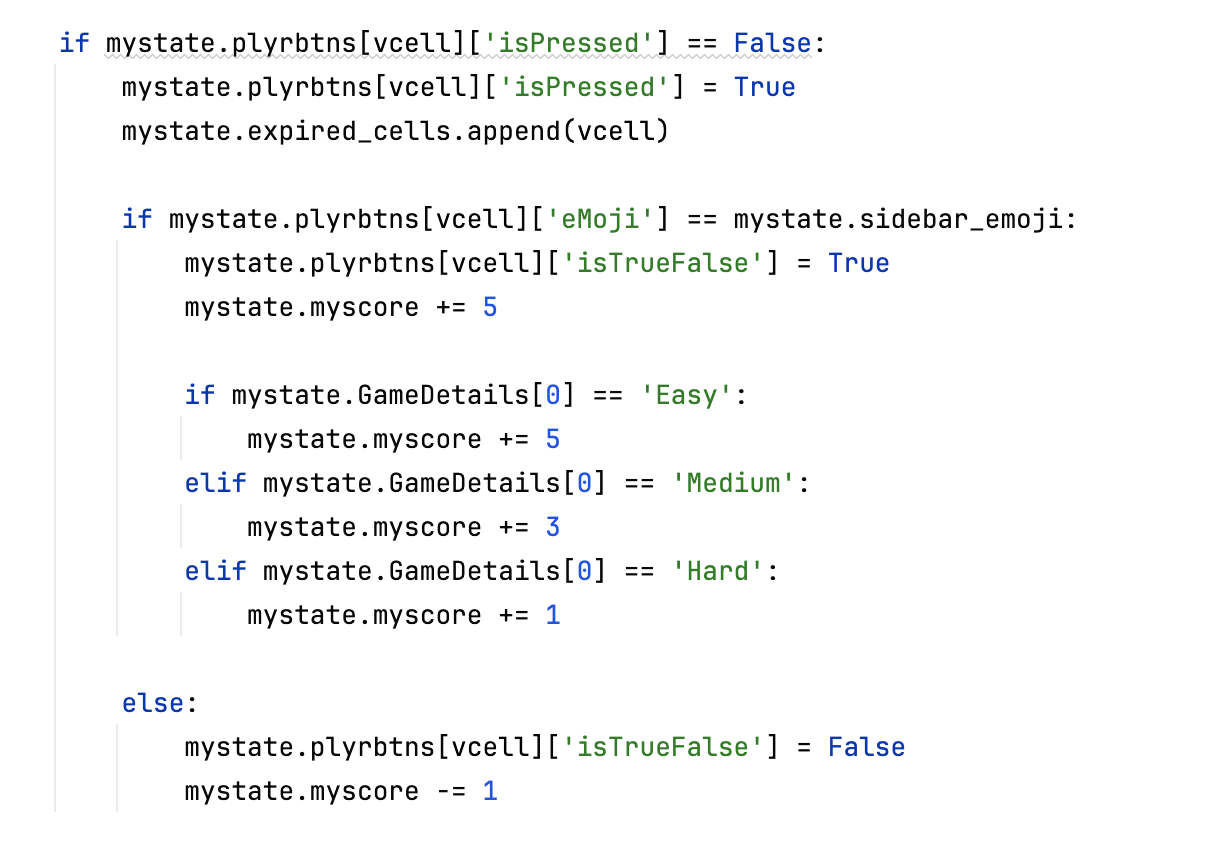 if mystate.plyrbtns[vcell]['isPressed'] == False:
    mystate.plyrbtns[vcell]['isPressed'] = True
    mystate.expired_cells.append(vcell)

    if mystate.plyrbtns[vcell]['eMoji'] == mystate.sidebar_emoji:
        mystate.plyrbtns[vcell]['isTrueFalse'] = True
        mystate.myscore += 5

        if mystate.GameDetails[0] == 'Easy':
            mystate.myscore += 5
        elif mystate.GameDetails[0] == 'Medium':
            mystate.myscore += 3
        elif mystate.GameDetails[0] == 'Hard':
            mystate.myscore += 1

    else:
        mystate.plyrbtns[vcell]['isTrueFalse'] = False
        mystate.myscore -= 1